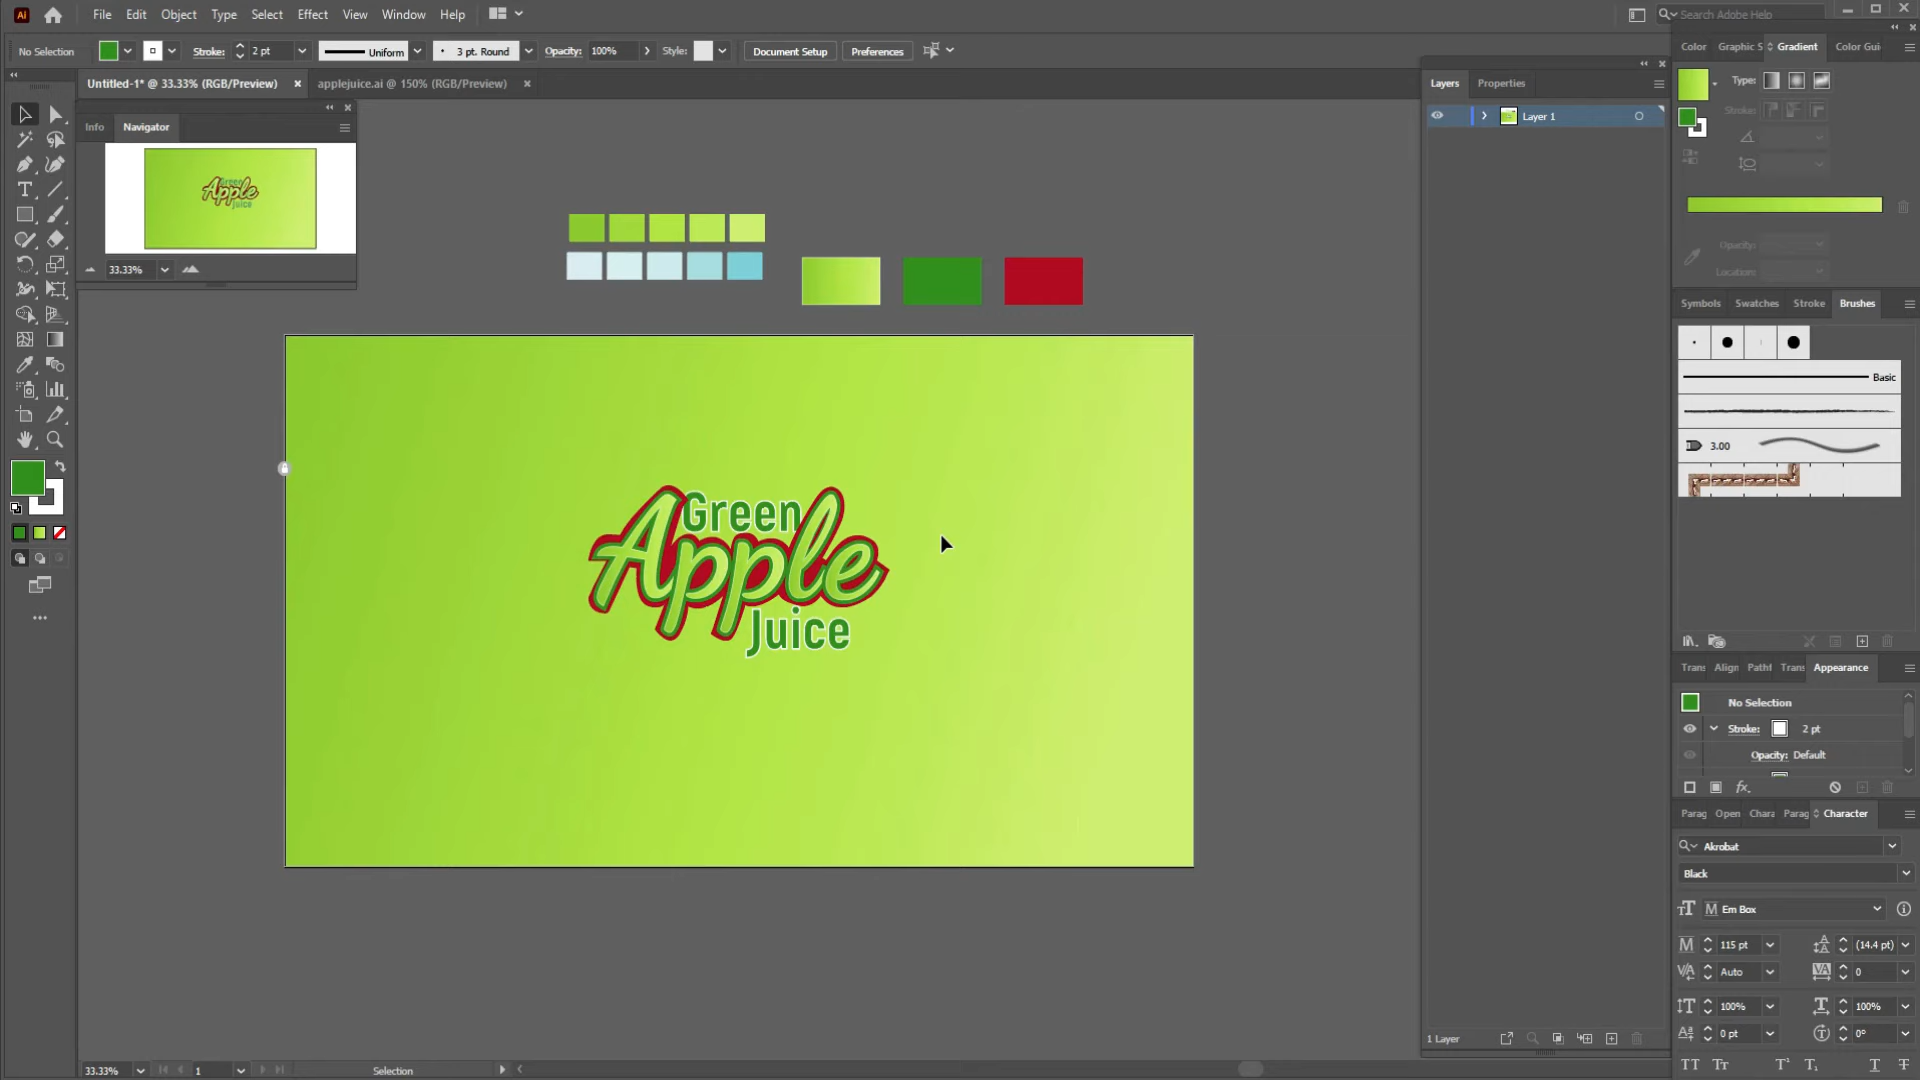 Ai File Edit Object Type Select Effect View Window Help Search Adobe Help
No Selection Stroke: 2 pt Uniform 3 pt. Round Opacity: 100% Style: Document Setup Preferences
Untitled-1* @ 33.33% (RGB/Preview) applejuice.ai @ 150% (RGB/Preview)
Info Navigator
33.33%
Green
Apple
Juice
Layers Properties
Layer 1
1 Layer
Color Graphic S Gradient Color Gui
Type:
Stroke:
Opacity:
Location:
Symbols Swatches Stroke Brushes
Basic
3.00
Trans Align Pathf Trans Appearance
No Selection
Stroke: 2 pt
Opacity: Default
Parag Open Chara Parag Character
Akrobat
Black
Em Box
115 pt (14.4 pt)
Auto 0
100% 100%
0 pt 0°
33.33% 1 Selection